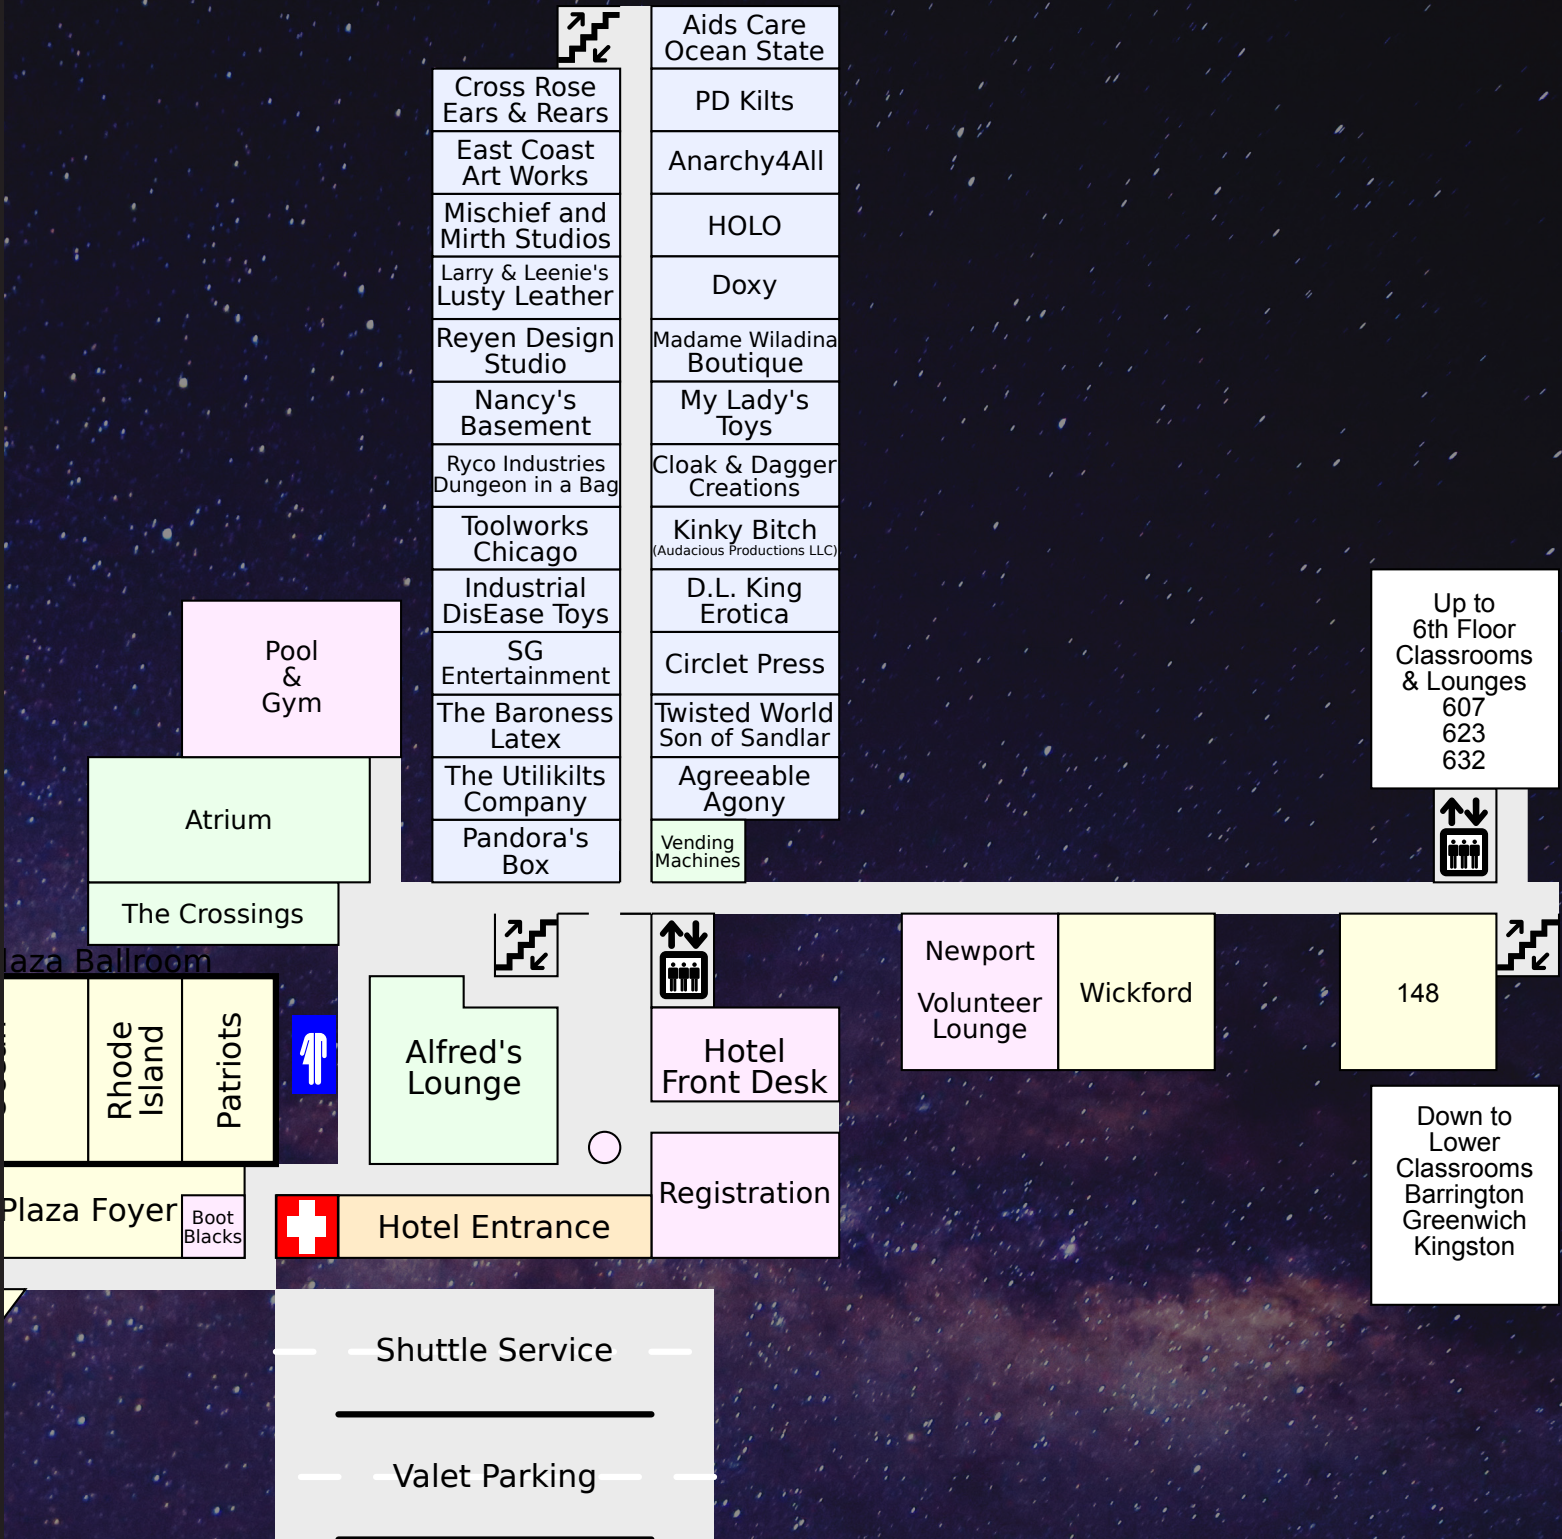 Aids Care
Ocean State
Cross Rose
Ears & Rears
PD Kilts
East Coast
Art Works
Anarchy4All
Mischief and
Mirth Studios
HOLO
Larry & Leenie's
Lusty Leather
Doxy
Reyen Design
Studio
Madame Wiladina
Boutique
Nancy's
Basement
My Lady's
Toys
Ryco Industries
Dungeon in a Bag
Cloak & Dagger
Creations
Toolworks
Chicago
Kinky Bitch
(Audacious Productions LLC)
Industrial
DisEase Toys
D.L. King
Erotica
SG
Entertainment
Circlet Press
The Baroness
Latex
Twisted World
Son of Sandlar
The Utilikilts
Company
Agreeable
Agony
Pandora's
Box
Vending
Machines
Pool
&
Gym
Atrium
The Crossings
Up to
6th Floor
Classrooms
& Lounges
607
623
632
laza Ballroom
Rhode
Island
Patriots
Alfred's
Lounge
Hotel
Front Desk
Newport
Volunteer
Lounge
Wickford
148
Plaza Foyer
Boot
Blacks
Hotel Entrance
Registration
Down to
Lower
Classrooms
Barrington
Greenwich
Kingston
Shuttle Service
Valet Parking